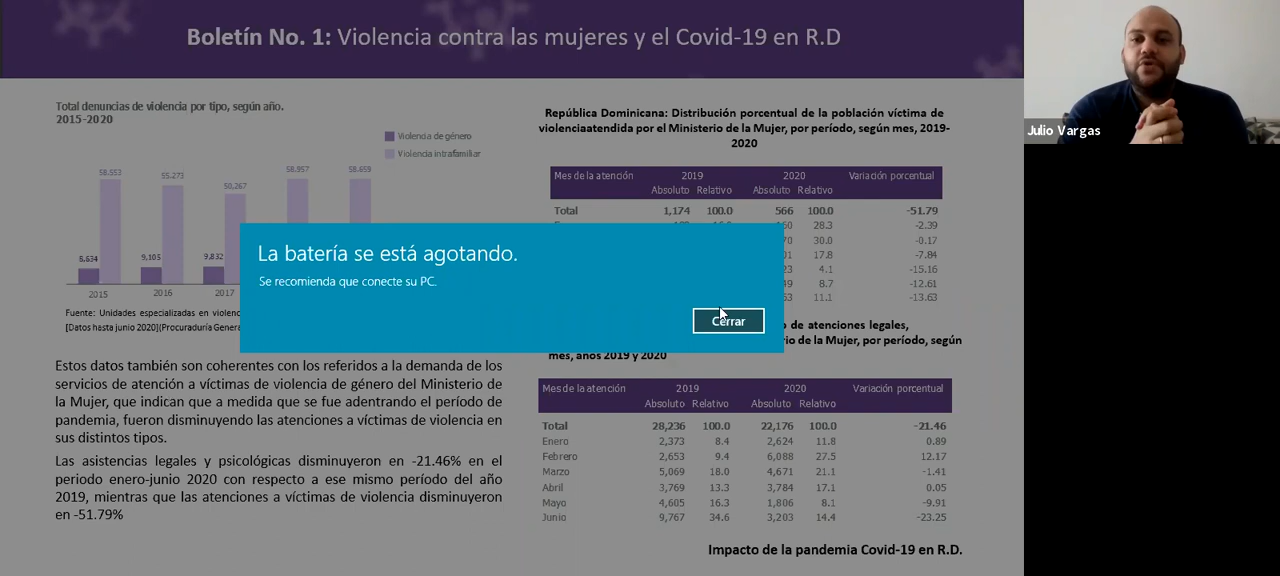 Boletín No. 1: Violencia contra las mujeres y el Covid-19 en R.D
Total denuncias de violencia por tipo, según año.
2015-2020
Violencia de género
Violencia intrafamiliar
58,553 55,273 50,267 58,957 58,659
9,105 9,832
2015 2016 2017
Fuente: Unidades especializadas en
[Datos hasta junio 2020](Procuraduría
Estos datos también son coherentes con los referidos a la demanda de los
servicios de atención a víctimas de violencia de género del Ministerio de
la Mujer, que indican que a medida que se fue adentrando el período de
pandemia, fueron disminuyendo las atenciones a víctimas de violencia en
sus distintos tipos.
Las asistencias legales y psicológicas disminuyeron en -21.46% en el
periodo enero-junio 2020 con respecto a ese mismo período del año
2019, mientras que las atenciones a víctimas de violencia disminuyeron
en -51.79%
República Dominicana: Distribución porcentual de la población víctima de
violenciaatendida por el Ministerio de la Mujer, por período, según mes, 2019-
2020
Mes de la atención 2019 2020 Variación porcentual
Absoluto Relativo Absoluto Relativo
Total 1,174 100.0 566 100.0 -51.79
28.3 -2.39
30.0 -0.17
17.8 -7.84
4.1 -15.16
8.7 -12.61
11.1 -13.63
La batería se está agotando.
Se recomienda que conecte su PC.
Cerrar
de atenciones legales,
de la Mujer, por período, según
mes, años 2019 y 2020
Mes de la atención 2019 2020 Variación porcentual
Absoluto Relativo Absoluto Relativo
Total 28,236 100.0 22,176 100.0 -21.46
Enero 2,373 8.4 2,624 11.8 0.89
Febrero 2,653 9.4 6,088 27.5 12.17
Marzo 5,069 18.0 4,671 21.1 -1.41
Abril 3,769 13.3 3,784 17.1 0.05
Mayo 4,605 16.3 1,806 8.1 -9.91
Junio 9,767 34.6 3,203 14.4 -23.25
Impacto de la pandemia Covid-19 en R.D.
Julio Vargas